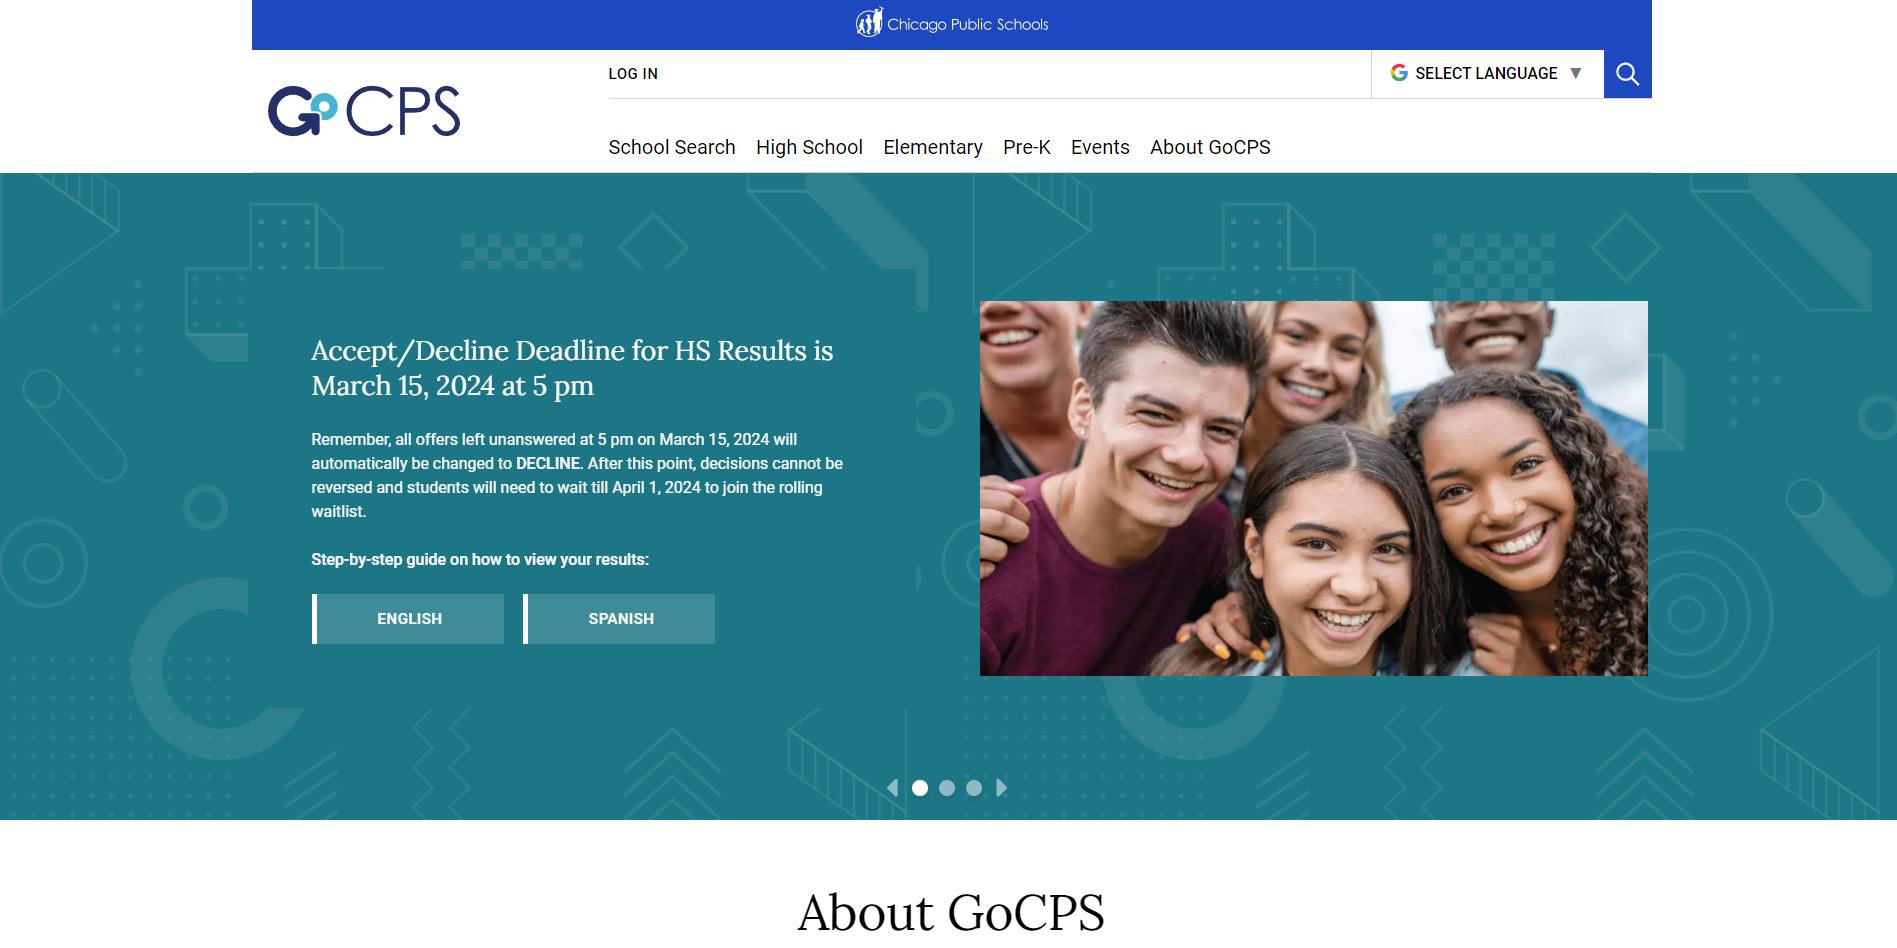 Chicago Public Schools
LOG IN
SELECT LANGUAGE ▼
Go CPS
School Search High School Elementary Pre-K Events About GoCPS
Accept/Decline Deadline for HS Results is
March 15, 2024 at 5 pm
Remember, all offers left unanswered at 5 pm on March 15, 2024 will
automatically be changed to DECLINE. After this point, decisions cannot be
reversed and students will need to wait till April 1, 2024 to join the rolling
waitlist.
Step-by-step guide on how to view your results:
ENGLISH SPANISH
About GoCPS